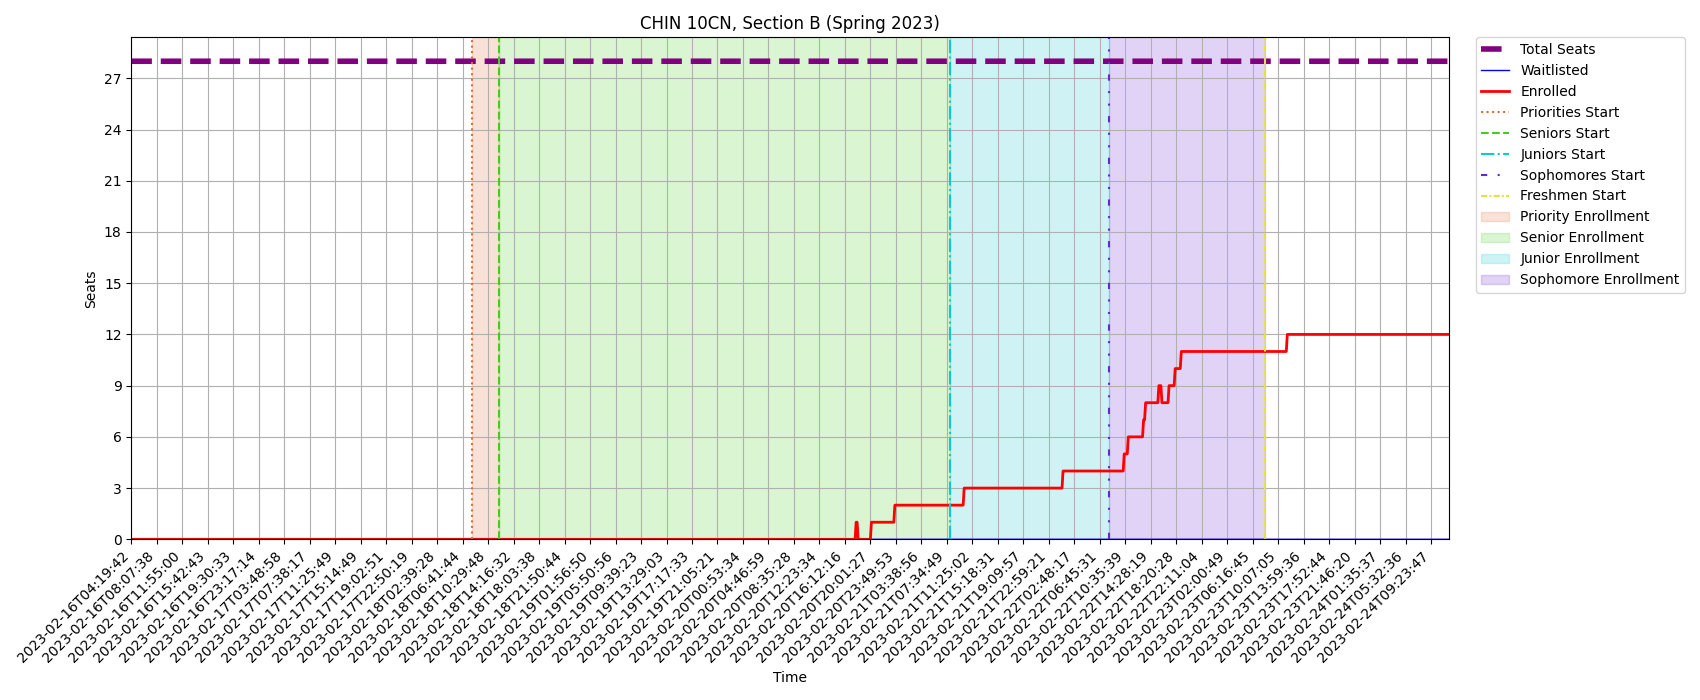 CHIN 10CN, Section B (Spring 2023)
Seats
27
24
21
18
15
12
9
6
3
0
2023-02-16T04:19:42
2023-02-16T08:07:38
2023-02-16T11:55:00
2023-02-16T15:42:43
2023-02-16T19:30:33
2023-02-16T23:17:14
2023-02-17T03:48:58
2023-02-17T07:38:17
2023-02-17T11:25:49
2023-02-17T15:14:49
2023-02-17T19:02:51
2023-02-17T22:50:19
2023-02-18T02:39:28
2023-02-18T06:41:44
2023-02-18T10:29:48
2023-02-18T14:16:32
2023-02-18T18:03:38
2023-02-18T21:50:44
2023-02-19T01:56:50
2023-02-19T05:50:56
2023-02-19T09:39:23
2023-02-19T13:29:03
2023-02-19T17:17:33
2023-02-19T21:05:21
2023-02-20T00:53:34
2023-02-20T04:46:59
2023-02-20T08:35:28
2023-02-20T12:23:34
2023-02-20T16:12:16
2023-02-20T20:01:27
2023-02-20T23:49:53
2023-02-21T03:38:56
2023-02-21T07:34:49
2023-02-21T11:25:02
2023-02-21T15:18:31
2023-02-21T19:09:57
2023-02-21T22:59:21
2023-02-22T02:48:17
2023-02-22T06:45:31
2023-02-22T10:35:39
2023-02-22T14:28:19
2023-02-22T18:20:28
2023-02-22T22:11:04
2023-02-23T02:00:49
2023-02-23T06:16:45
2023-02-23T10:07:05
2023-02-23T13:59:36
2023-02-23T17:52:44
2023-02-23T21:46:20
2023-02-24T01:35:37
2023-02-24T05:32:36
2023-02-24T09:23:47
Time
Total Seats
Waitlisted
Enrolled
Priorities Start
Seniors Start
Juniors Start
Sophomores Start
Freshmen Start
Priority Enrollment
Senior Enrollment
Junior Enrollment
Sophomore Enrollment